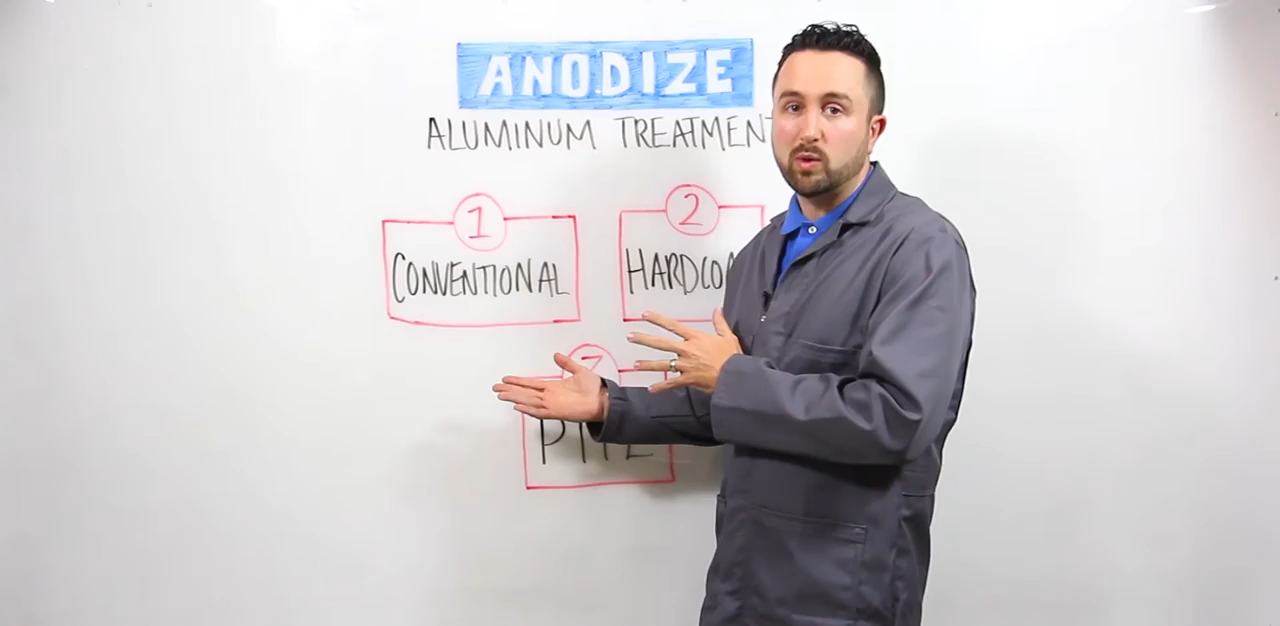 ANODIZE
ALUMINUM TREATMENT
1
2
CONVENTIONAL